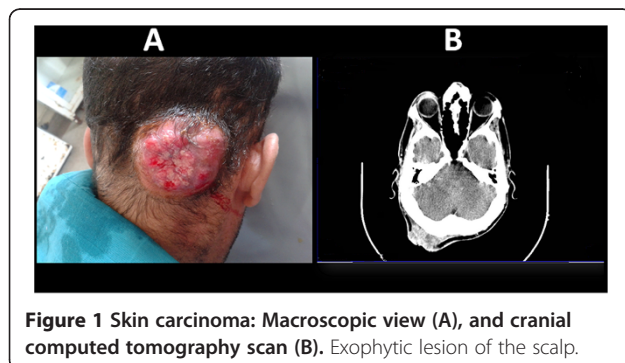 A
B
Figure 1 Skin carcinoma: Macroscopic view (A), and cranial
computed tomography scan (B). Exophytic lesion of the scalp.